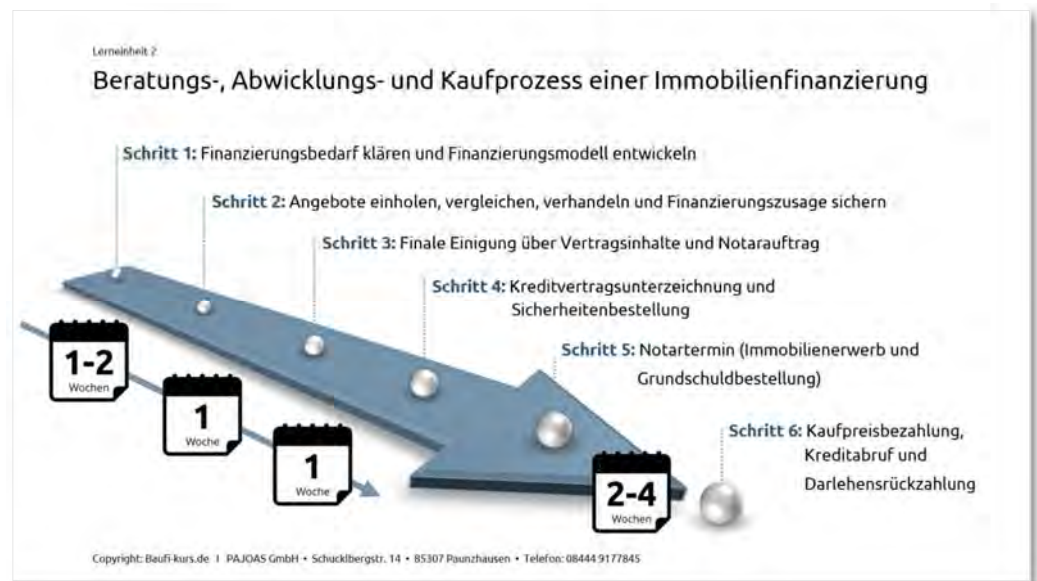 Lerneinheit 2
Beratungs-, Abwicklungs- und Kaufprozess einer Immobilienfinanzierung
Schritt 1: Finanzierungsbedarf klären und Finanzierungsmodell entwickeln
Schritt 2: Angebote einholen, vergleichen, verhandeln und Finanzierungszusage sichern
Schritt 3: Finale Einigung über Vertragsinhalte und Notarauftrag
Schritt 4: Kreditvertragsunterzeichnung und
Sicherheitenbestellung
Schritt 5: Notartermin (Immobilienerwerb und
Grundschuldbestellung)
Schritt 6: Kaufpreisbezahlung,
Kreditabruf und
Darlehensrückzahlung
1-2
Wochen
1
Woche
1
Woche
2-4
Wochen
Copyright: Baufi-kurs.de I PAJOAS GmbH • Schucklbergstr. 14 • 85307 Paunzhausen • Telefon: 08444 9177845